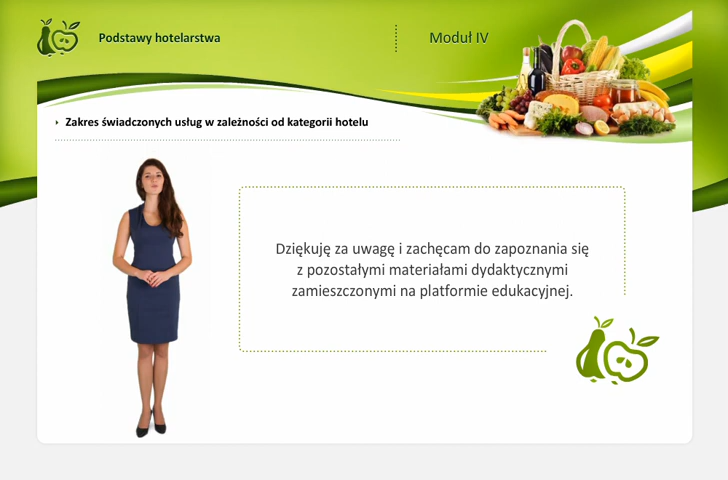 Podstawy hotelarstwa
Moduł IV
Zakres świadczonych usług w zależności od kategorii hotelu
Dziękuję za uwagę i zachęcam do zapoznania się
z pozostałymi materiałami dydaktycznymi
zamieszczonymi na platformie edukacyjnej.